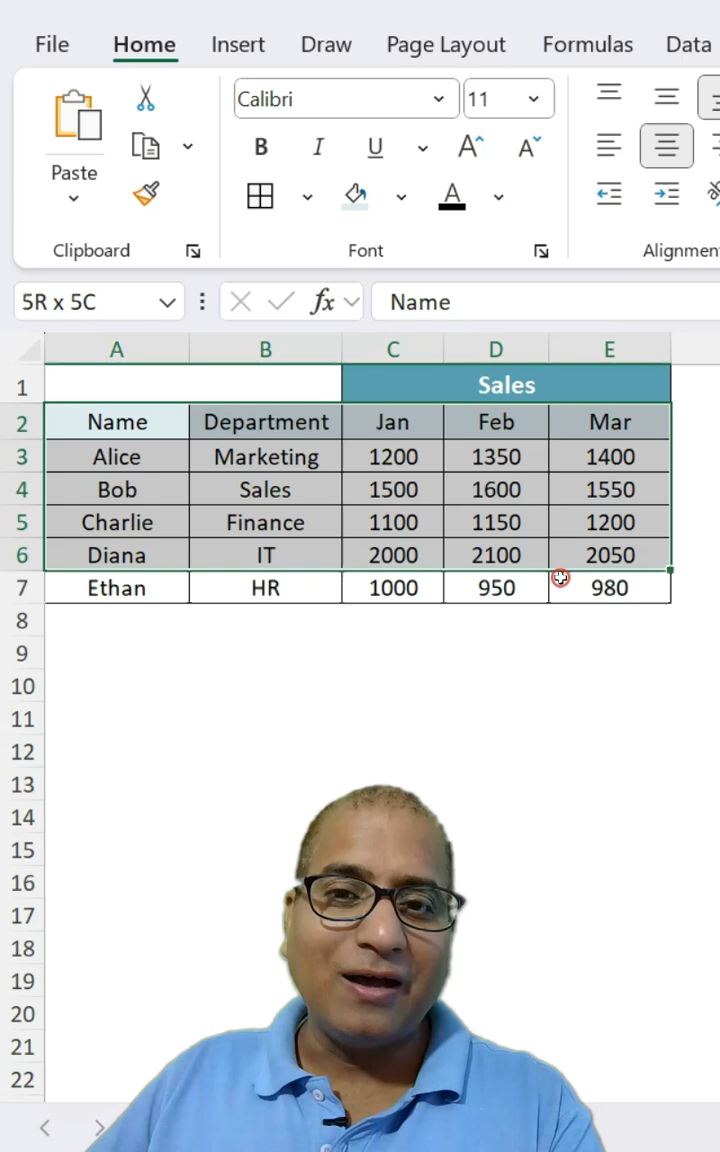 File Home Insert Draw Page Layout Formulas Data
Calibri 11
B I U A A
Paste
A
Clipboard Font Alignmen
5R x 5C fx Name
A B C D E
1 Sales
2 Name Department Jan Feb Mar
3 Alice Marketing 1200 1350 1400
4 Bob Sales 1500 1600 1550
5 Charlie Finance 1100 1150 1200
6 Diana IT 2000 2100 2050
7 Ethan HR 1000 950 980
8
9
10
11
12
13
14
15
16
17
18
19
20
21
22